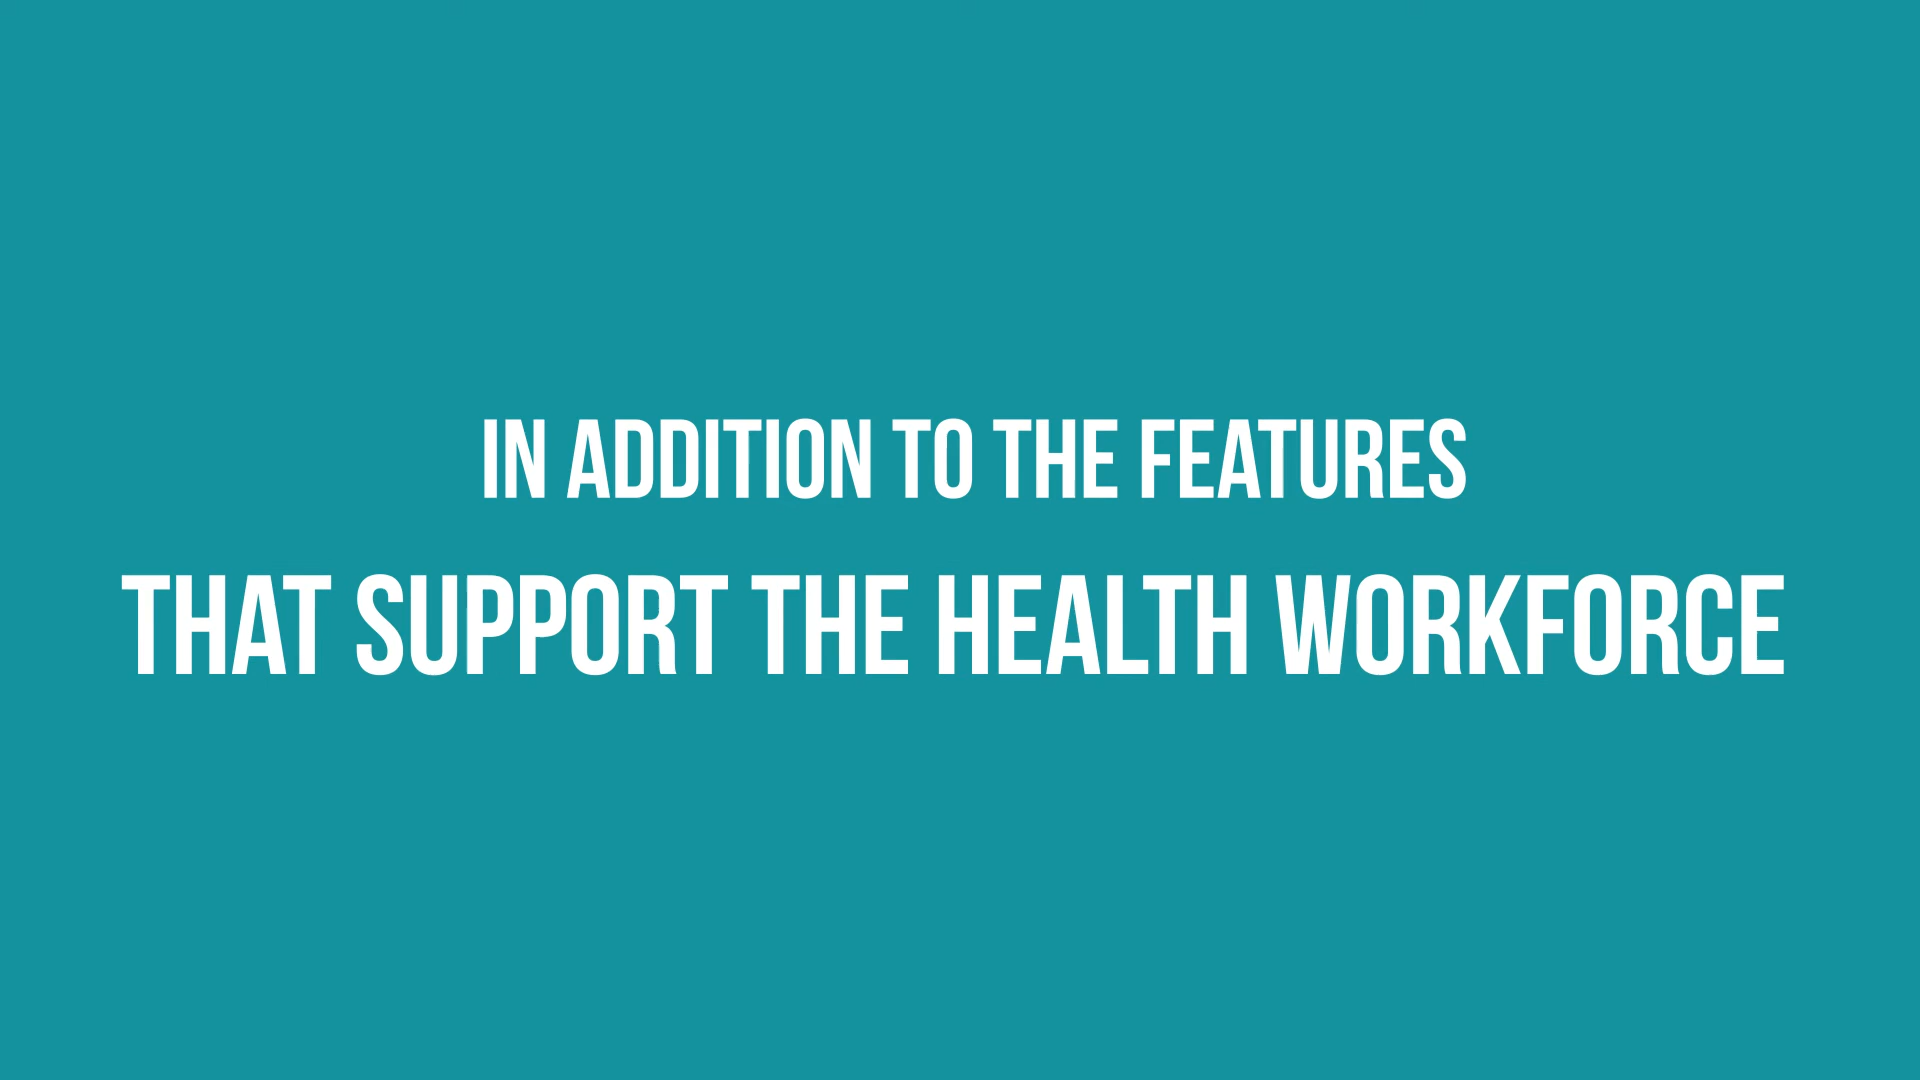 IN ADDITION TO THE FEATURES
THAT SUPPORT THE HEALTH WORKFORCE